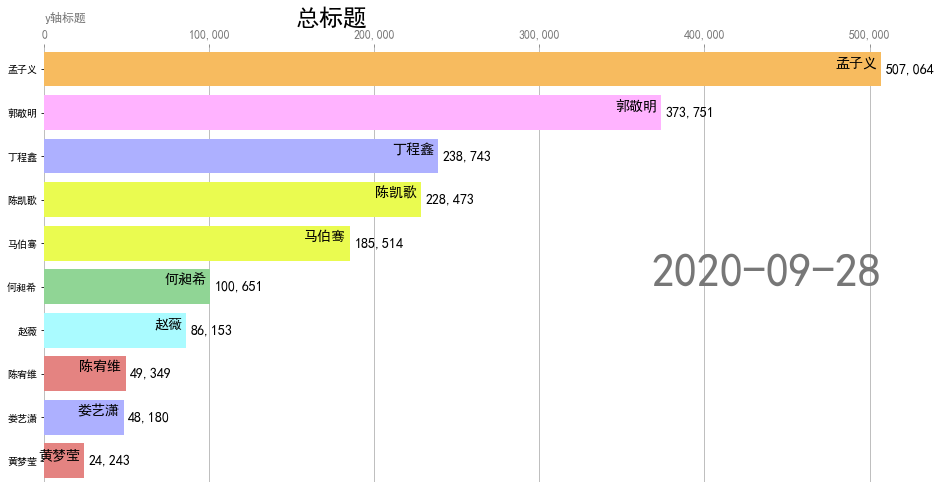 总标题
y轴标题
0 100,000 200,000 300,000 400,000 500,000
孟子义 孟子义 507,064
郭敬明 郭敬明 373,751
丁程鑫 丁程鑫 238,743
陈凯歌 陈凯歌 228,473
马伯骞 马伯骞 185,514
2020-09-28
何昶希 何昶希 100,651
赵薇 赵薇 86,153
陈宥维 陈宥维 49,349
娄艺潇 娄艺潇 48,180
黄梦莹 黄梦莹 24,243